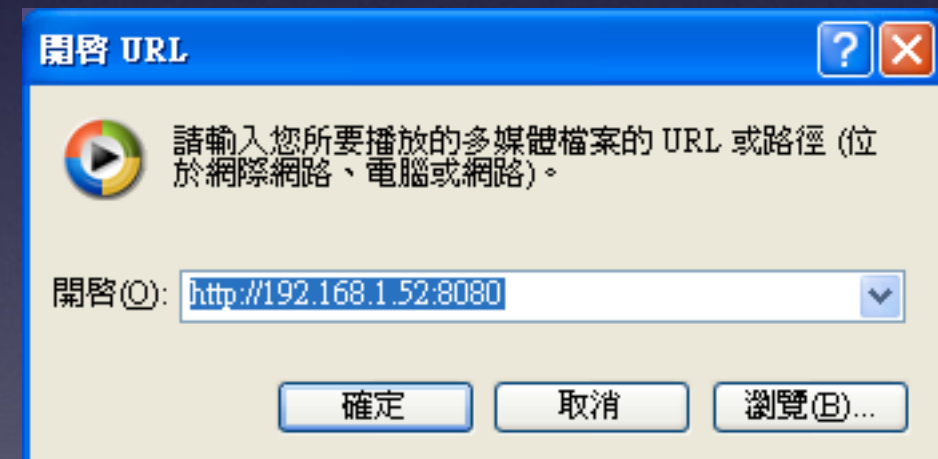 開啓 URL
請輸入您所要播放的多媒體檔案的 URL 或路徑 (位
於網際網路、電腦或網路)。
開啓(O): http://192.168.1.52:8080
確定 取消 瀏覽(B)...